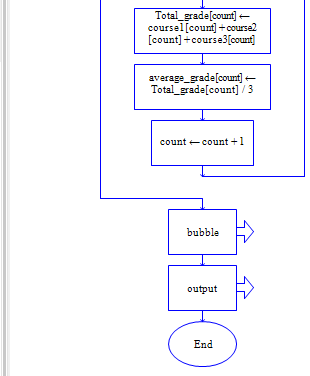 Total_grade[count] ←
course1[count]+course2
[count]+course3[count]
average_grade[count] ←
Total_grade[count] / 3
count ← count +1
bubble
output
End